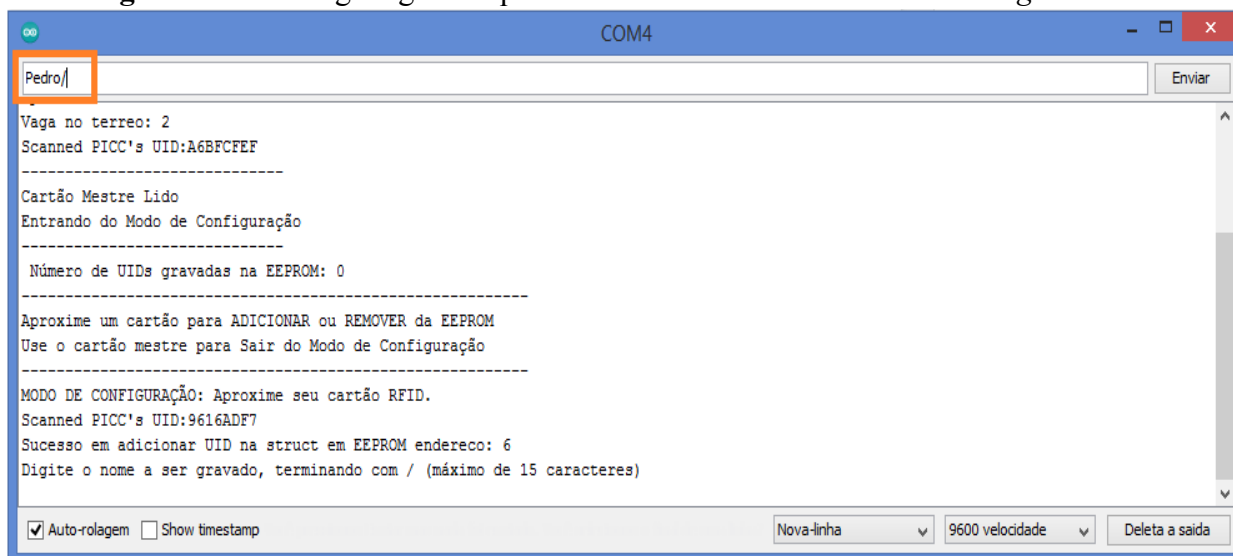 COM4
Pedro/
Enviar
Vaga no terreo: 2
Scanned PICC's UID:A6BFCFEF
-----------------------------
Cartão Mestre Lido
Entrando do Modo de Configuração
-----------------------------
Número de UIDs gravadas na EEPROM: 0
--------------------------------------------------------
Aproxime um cartão para ADICIONAR ou REMOVER da EEPROM
Use o cartão mestre para Sair do Modo de Configuração
--------------------------------------------------------
MODO DE CONFIGURAÇÃO: Aproxime seu cartão RFID.
Scanned PICC's UID:9616ADF7
Sucesso em adicionar UID na struct em EEPROM endereco: 6
Digite o nome a ser gravado, terminando com / (máximo de 15 caracteres)
Auto-rolagem Show timestamp Nova-linha 9600 velocidade Deleta a saida